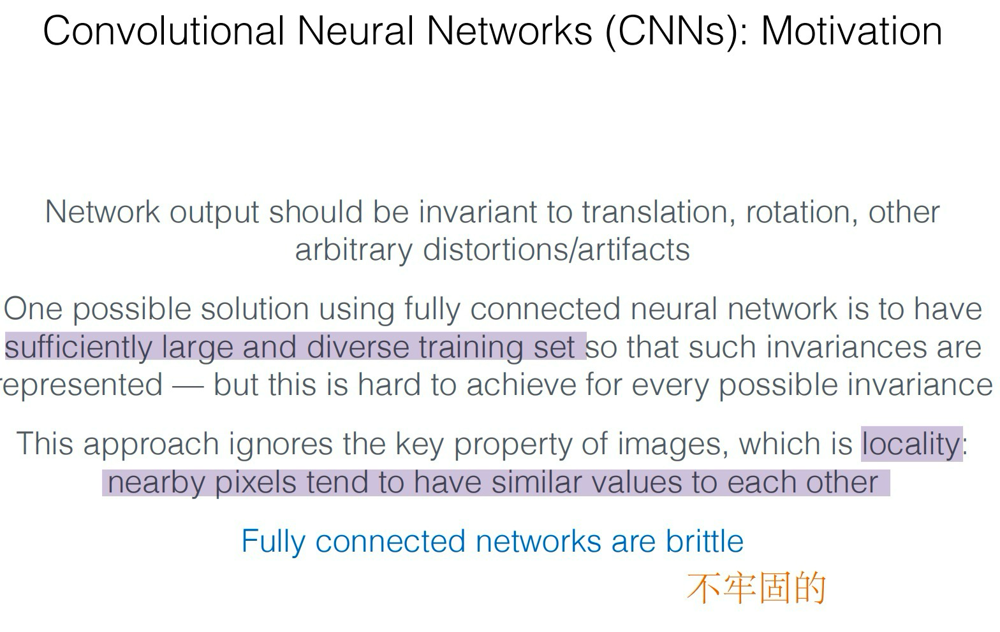 Convolutional Neural Networks (CNNs): Motivation
Network output should be invariant to translation, rotation, other
arbitrary distortions/artifacts
One possible solution using fully connected neural network is to have
sufficiently large and diverse training set so that such invariances are
represented — but this is hard to achieve for every possible invariance
This approach ignores the key property of images, which is locality:
nearby pixels tend to have similar values to each other
Fully connected networks are brittle
不牢固的